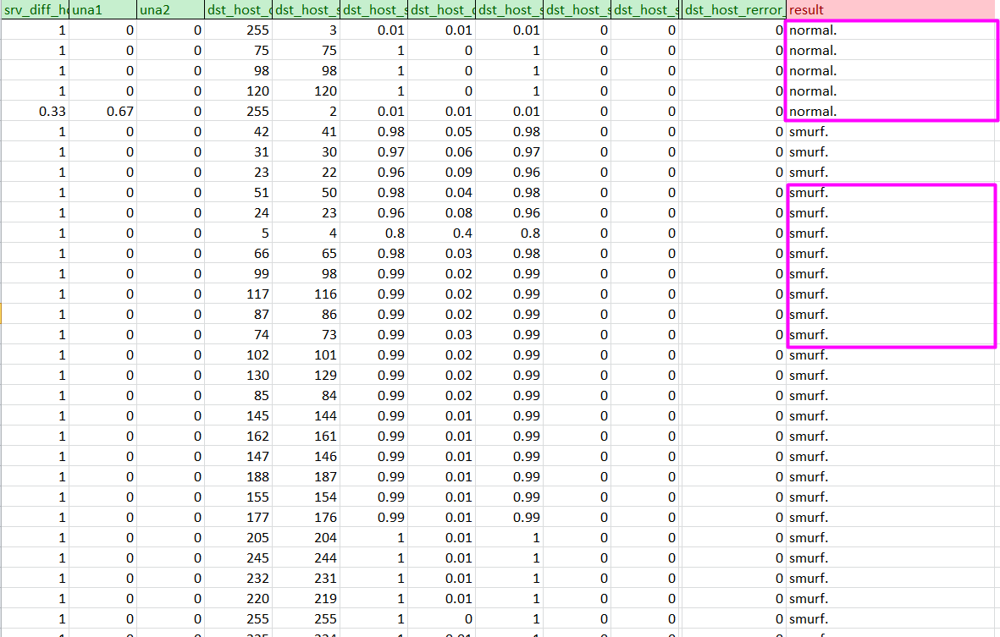 srv_diff_ho una1 una2 dst_host_c dst_host_s dst_host_s dst_host_d dst_host_s dst_host_s dst_host_s dst_host_rerror_ result
1 0 0 255 3 0.01 0.01 0.01 0 0 0 normal.
1 0 0 75 75 1 0 1 0 0 0 normal.
1 0 0 98 98 1 0 1 0 0 0 normal.
1 0 0 120 120 1 0 1 0 0 0 normal.
0.33 0.67 0 255 2 0.01 0.01 0.01 0 0 0 normal.
1 0 0 42 41 0.98 0.05 0.98 0 0 0 smurf.
1 0 0 31 30 0.97 0.06 0.97 0 0 0 smurf.
1 0 0 23 22 0.96 0.09 0.96 0 0 0 smurf.
1 0 0 51 50 0.98 0.04 0.98 0 0 0 smurf.
1 0 0 24 23 0.96 0.08 0.96 0 0 0 smurf.
1 0 0 5 4 0.8 0.4 0.8 0 0 0 smurf.
1 0 0 66 65 0.98 0.03 0.98 0 0 0 smurf.
1 0 0 99 98 0.99 0.02 0.99 0 0 0 smurf.
1 0 0 117 116 0.99 0.02 0.99 0 0 0 smurf.
1 0 0 87 86 0.99 0.02 0.99 0 0 0 smurf.
1 0 0 74 73 0.99 0.03 0.99 0 0 0 smurf.
1 0 0 102 101 0.99 0.02 0.99 0 0 0 smurf.
1 0 0 130 129 0.99 0.02 0.99 0 0 0 smurf.
1 0 0 85 84 0.99 0.02 0.99 0 0 0 smurf.
1 0 0 145 144 0.99 0.01 0.99 0 0 0 smurf.
1 0 0 162 161 0.99 0.01 0.99 0 0 0 smurf.
1 0 0 147 146 0.99 0.01 0.99 0 0 0 smurf.
1 0 0 188 187 0.99 0.01 0.99 0 0 0 smurf.
1 0 0 155 154 0.99 0.01 0.99 0 0 0 smurf.
1 0 0 177 176 0.99 0.01 0.99 0 0 0 smurf.
1 0 0 205 204 1 0.01 1 0 0 0 smurf.
1 0 0 245 244 1 0.01 1 0 0 0 smurf.
1 0 0 232 231 1 0.01 1 0 0 0 smurf.
1 0 0 220 219 1 0.01 1 0 0 0 smurf.
1 0 0 255 255 1 0 1 0 0 0 smurf.